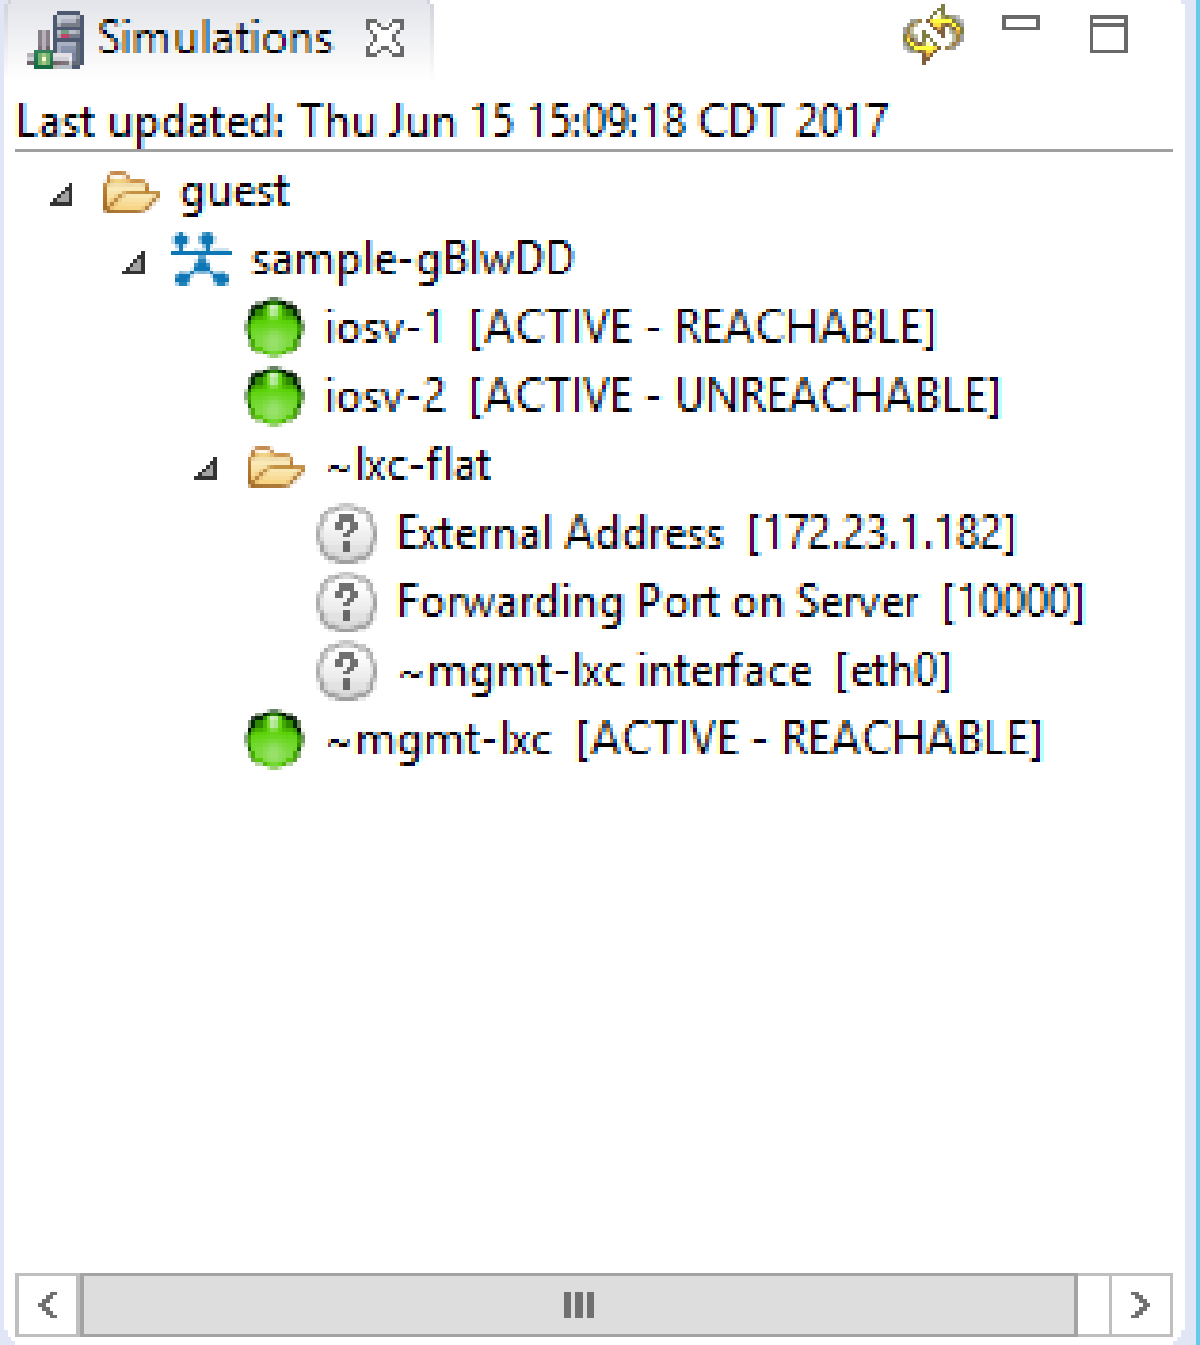 Simulations
Last updated: Thu Jun 15 15:09:18 CDT 2017
guest
sample-gBlwDD
iosv-1 [ACTIVE - REACHABLE]
iosv-2 [ACTIVE - UNREACHABLE]
~lxc-flat
External Address [172.23.1.182]
Forwarding Port on Server [10000]
~mgmt-lxc interface [eth0]
~mgmt-lxc [ACTIVE - REACHABLE]